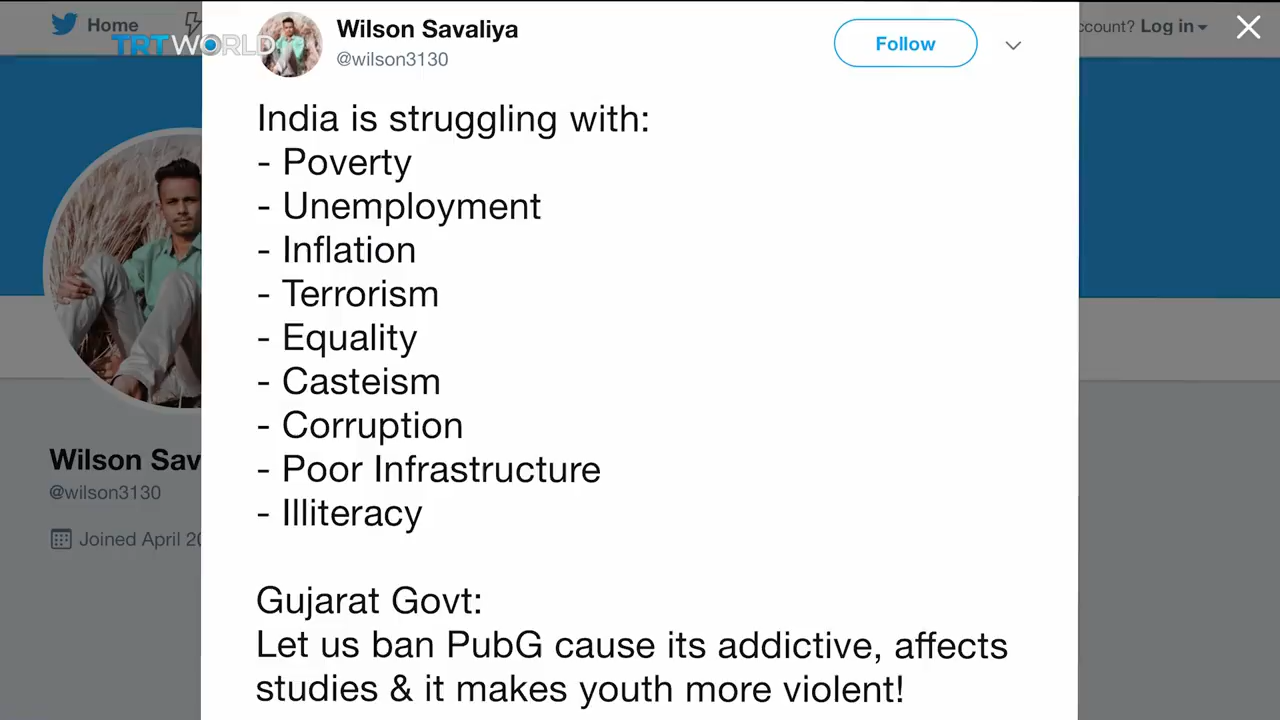 Home
TRT WORLD
Wilson Savaliya
@wilson3130
Follow
ccount? Log in
India is struggling with:
- Poverty
- Unemployment
- Inflation
- Terrorism
- Equality
- Casteism
- Corruption
- Poor Infrastructure
- Illiteracy
Gujarat Govt:
Let us ban PubG cause its addictive, affects
studies & it makes youth more violent!
Wilson Sav
@wilson3130
Joined April 20